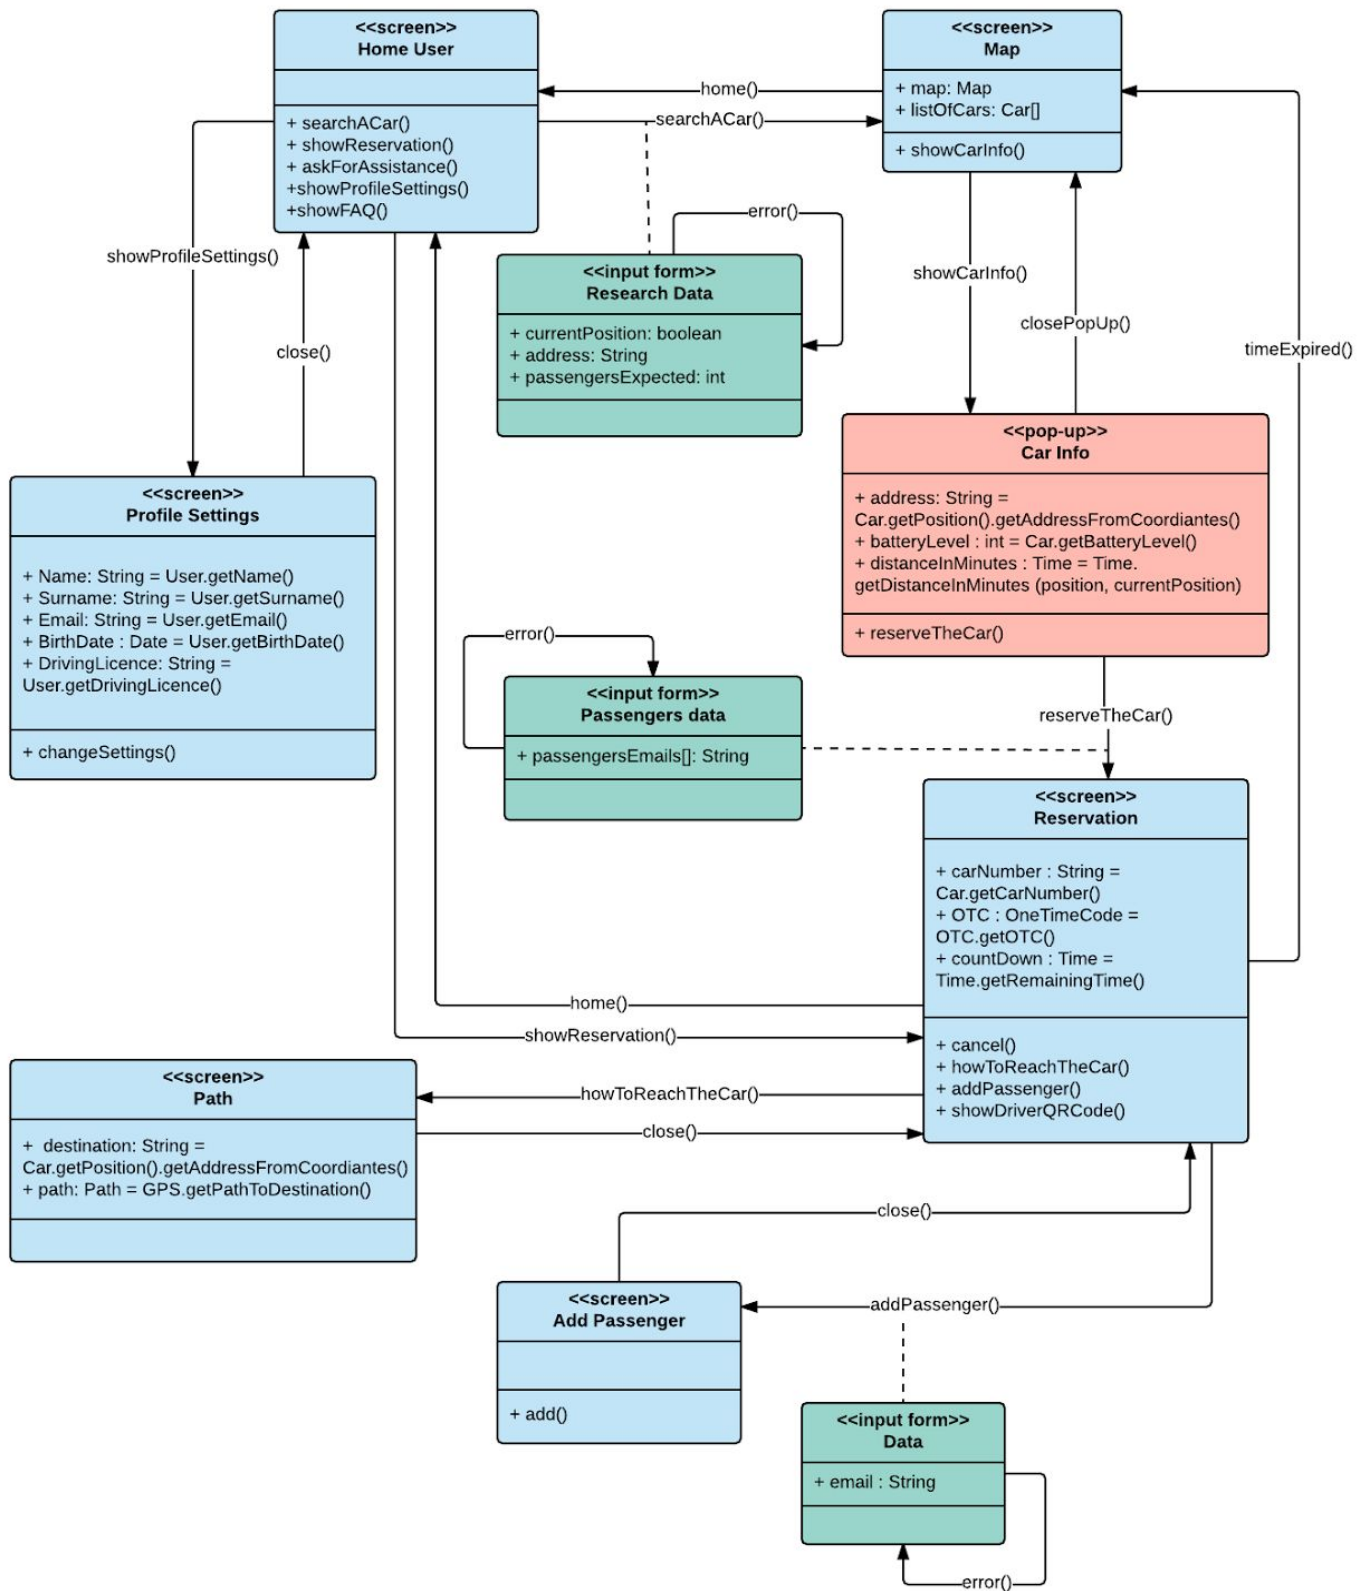 <<screen>>
Home User
+ searchACar()
+ showReservation()
+ askForAssistance()
+showProfileSettings()
+showFAQ()
<<screen>>
Map
+ map: Map
+ listOfCars: Car[]
+ showCarInfo()
home()
searchACar()
showProfileSettings()
close()
error()
<<input form>>
Research Data
+ currentPosition: boolean
+ address: String
+ passengersExpected: int
showCarInfo()
closePopUp()
timeExpired()
<<pop-up>>
Car Info
+ address: String =
Car.getPosition().getAddressFromCoordiantes()
+ batteryLevel : int = Car.getBatteryLevel()
+ distanceInMinutes : Time = Time.
getDistanceInMinutes (position, currentPosition)
+ reserveTheCar()
<<screen>>
Profile Settings
+ Name: String = User.getName()
+ Surname: String = User.getSurname()
+ Email: String = User.getEmail()
+ BirthDate : Date = User.getBirthDate()
+ DrivingLicence: String =
User.getDrivingLicence()
+ changeSettings()
error()
<<input form>>
Passengers data
+ passengersEmails[]: String
reserveTheCar()
<<screen>>
Reservation
+ carNumber : String =
Car.getCarNumber()
+ OTC : OneTimeCode =
OTC.getOTC()
+ countDown : Time =
Time.getRemainingTime()
+ cancel()
+ howToReachTheCar()
+ addPassenger()
+ showDriverQRCode()
home()
showReservation()
howToReachTheCar()
close()
<<screen>>
Path
+  destination: String =
Car.getPosition().getAddressFromCoordiantes()
+ path: Path = GPS.getPathToDestination()
close()
addPassenger()
<<screen>>
Add Passenger
+ add()
<<input form>>
Data
+ email : String
error()